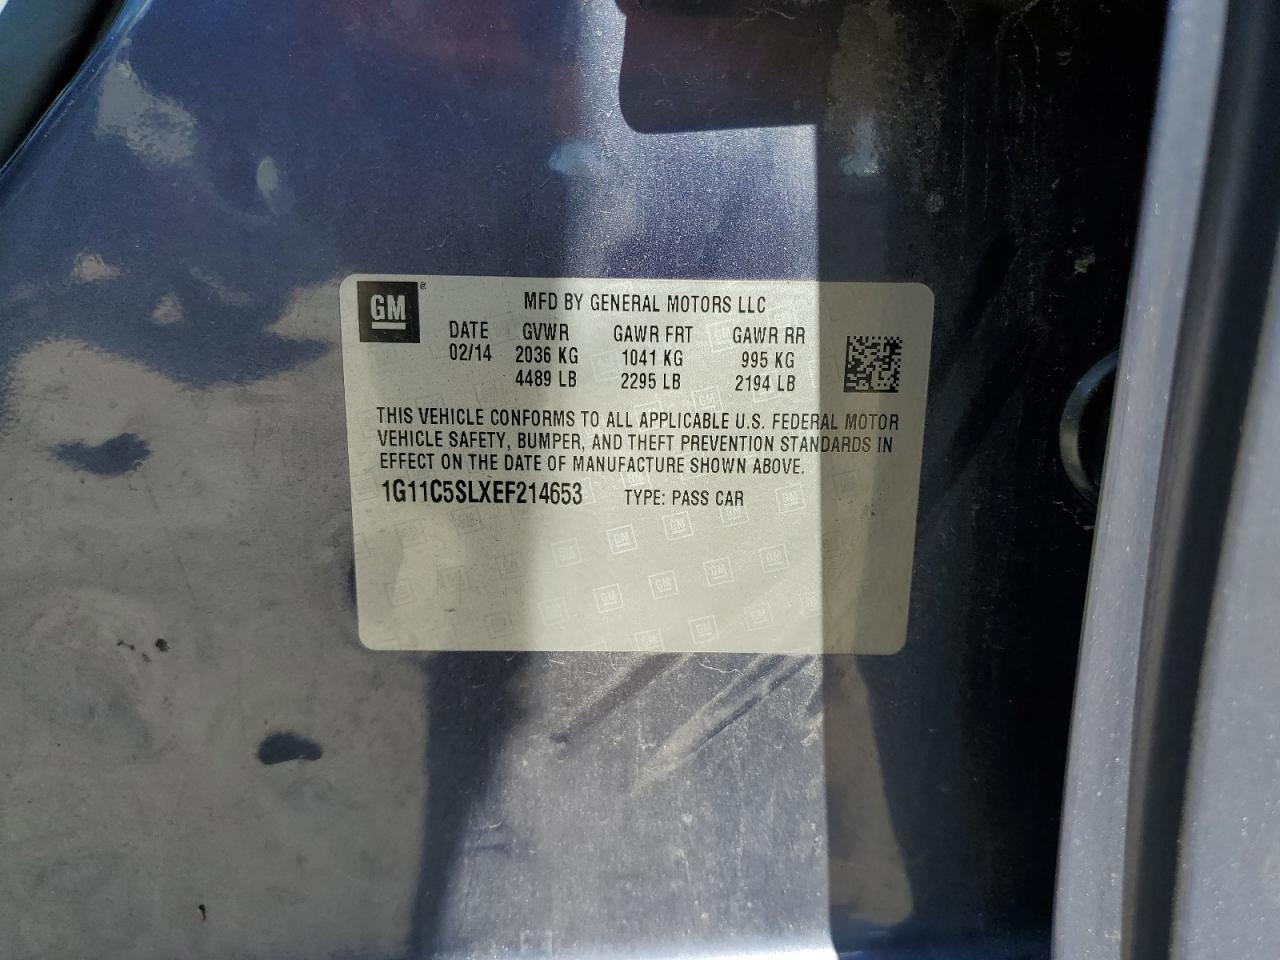 GM ® MFD BY GENERAL MOTORS LLC
DATE GVWR GAWR FRT GAWR RR
02/14 2036 KG 1041 KG 995 KG
4489 LB 2295 LB 2194 LB
THIS VEHICLE CONFORMS TO ALL APPLICABLE U.S. FEDERAL MOTOR
VEHICLE SAFETY, BUMPER, AND THEFT PREVENTION STANDARDS IN
EFFECT ON THE DATE OF MANUFACTURE SHOWN ABOVE.
1G11C5SLXEF214653 TYPE: PASS CAR